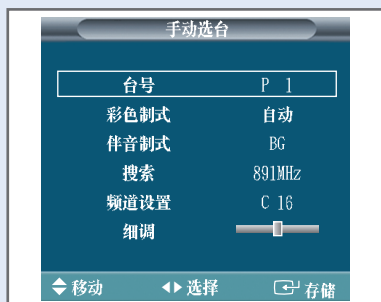 手动选台
台号 P 1
彩色制式 自动
伴音制式 BG
搜索 891MHz
频道设置 C 16
细调
移动 选择 存储